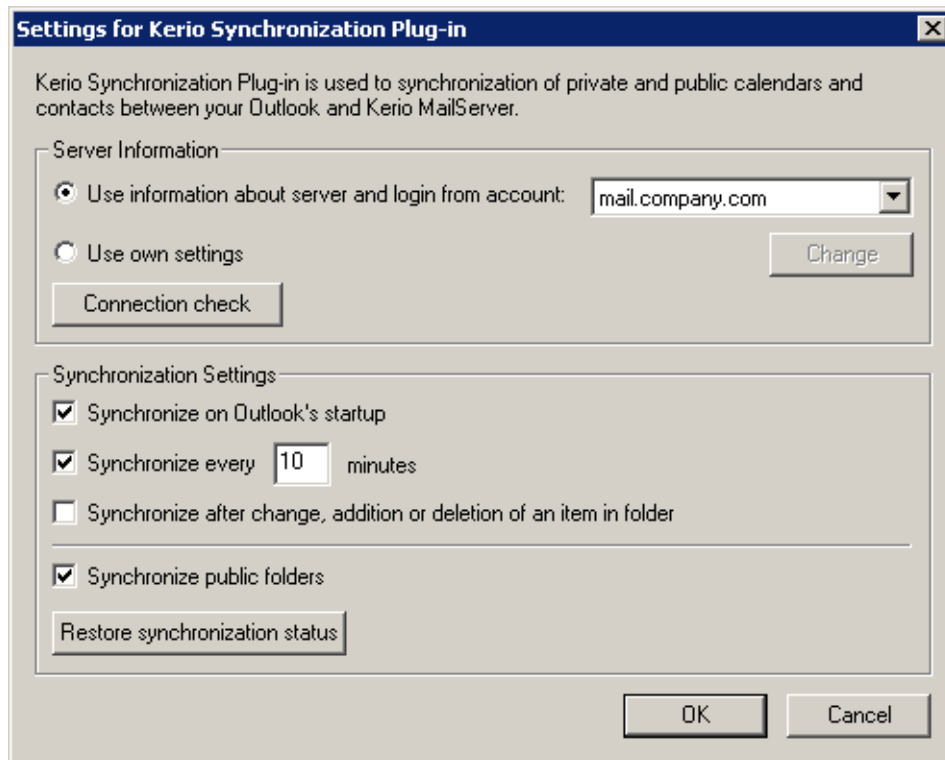 Settings for Kerio Synchronization Plug-in
Kerio Synchronization Plug-in is used to synchronization of private and public calendars and
contacts between your Outlook and Kerio MailServer.
Server Information
Use information about server and login from account: mail.company.com
Use own settings Change
Connection check
Synchronization Settings
Synchronize on Outlook's startup
Synchronize every 10 minutes
Synchronize after change, addition or deletion of an item in folder
Synchronize public folders
Restore synchronization status
OK Cancel